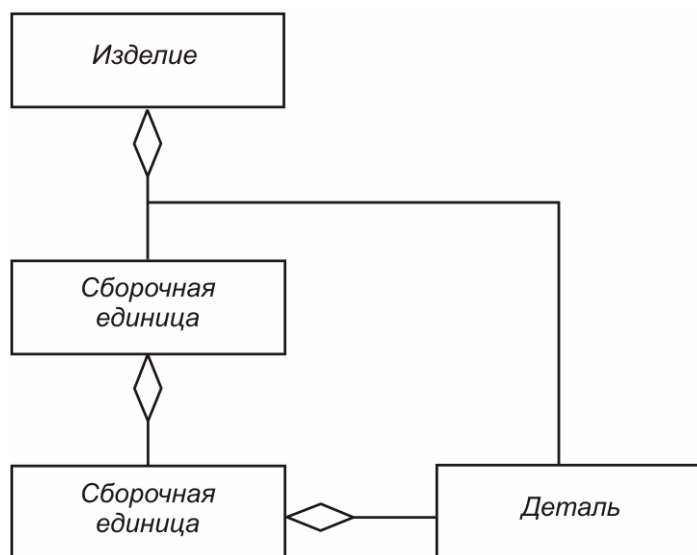 Изделие
Сборочная
единица
Сборочная
единица
Деталь